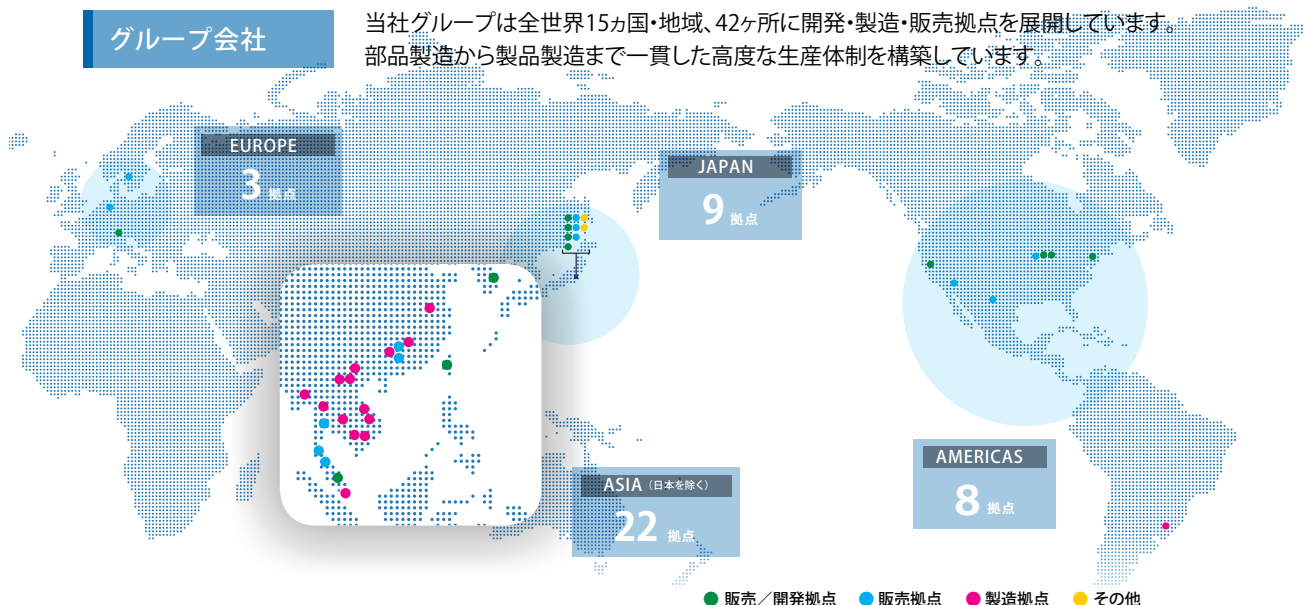 グループ会社
当社グループは全世界15ヵ国・地域、42ヶ所に開発・製造・販売拠点を展開しています。
部品製造から製品製造まで一貫した高度な生産体制を構築しています。
EUROPE
3 拠点
JAPAN
9 拠点
ASIA（日本を除く）
22 拠点
AMERICAS
8 拠点
販売／開発拠点 販売拠点 製造拠点 その他